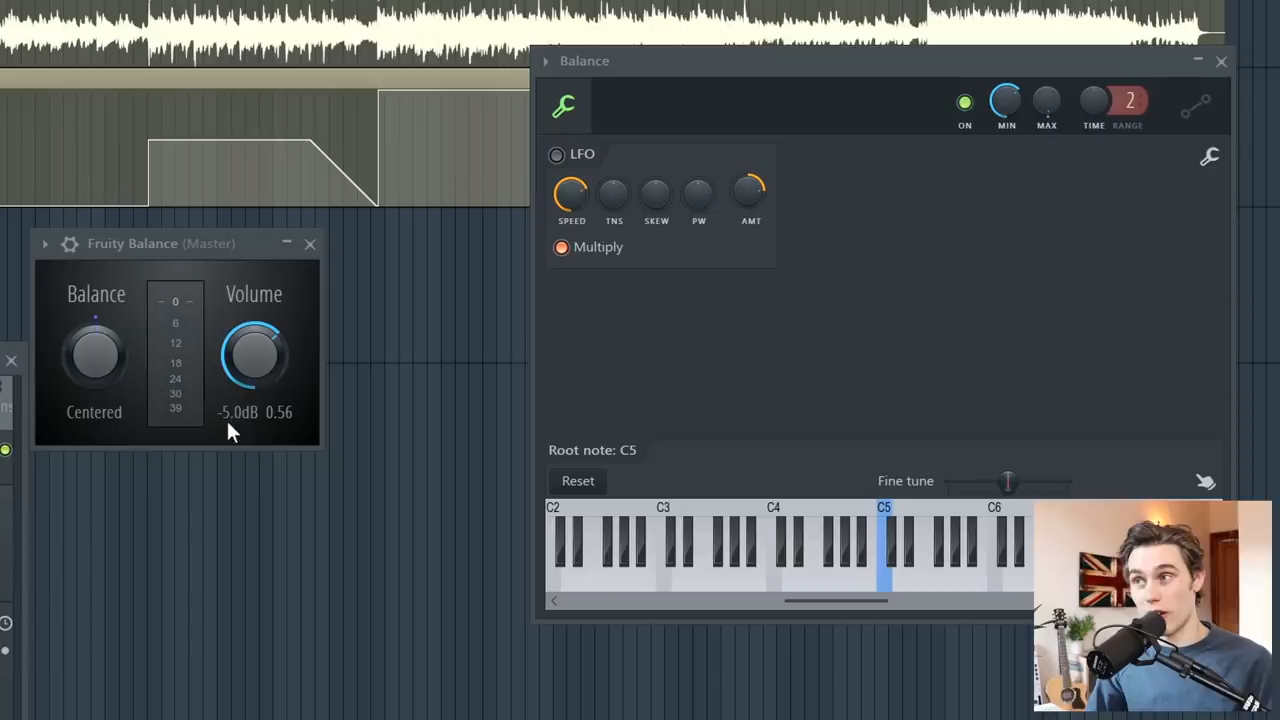 Balance
2
ON
MIN
MAX
TIME
RANGE
LFO
SPEED
TNS
SKEW
PW
AMT
Multiply
Fruity Balance (Master)
Balance
Volume
0
6
12
18
24
30
39
Centered
-5.0dB 0.56
Root note: C5
Reset
Fine tune
C2
C3
C4
C5
C6